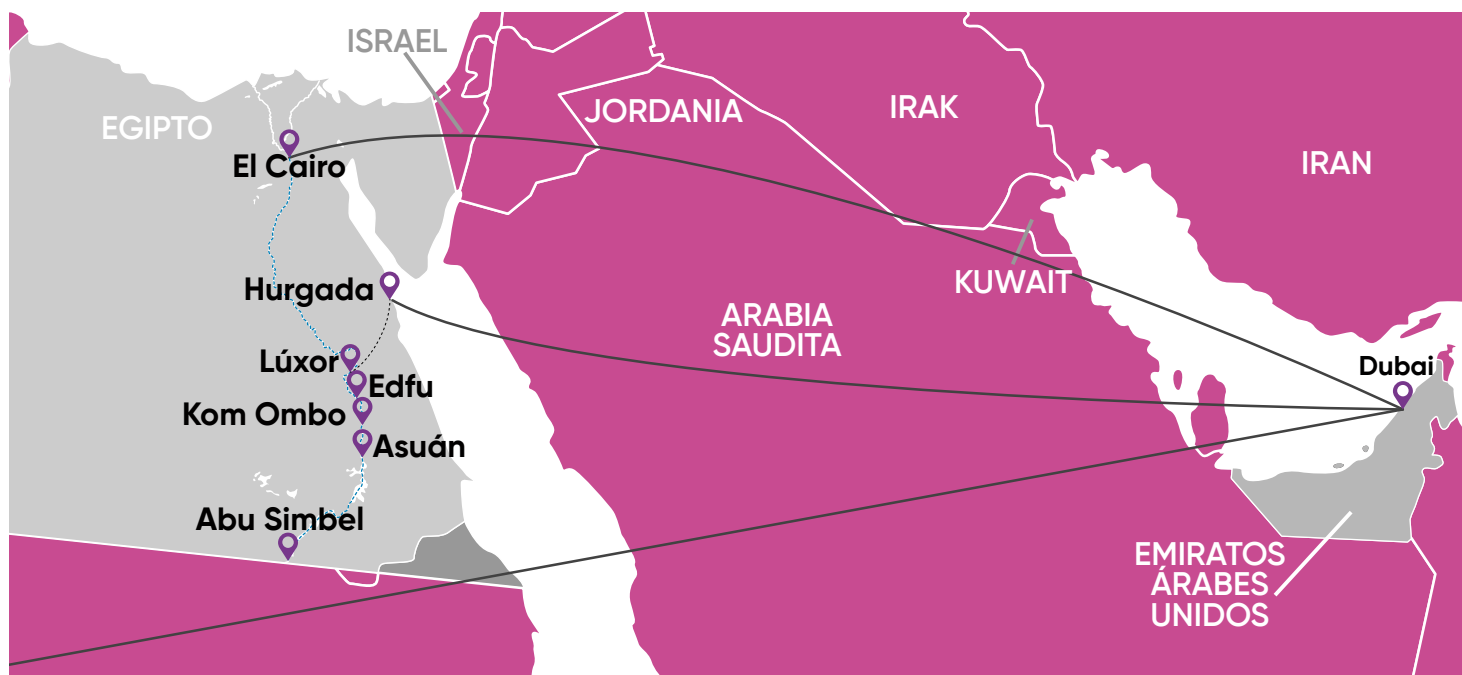 ISRAEL
JORDANIA
IRAK
EGIPTO
El Cairo
IRAN
Hurgada
KUWAIT
ARABIA
SAUDITA
Lúxor
Edfu
Dubai
Kom Ombo
Asuán
Abu Simbel
EMIRATOS
ÁRABES
UNIDOS